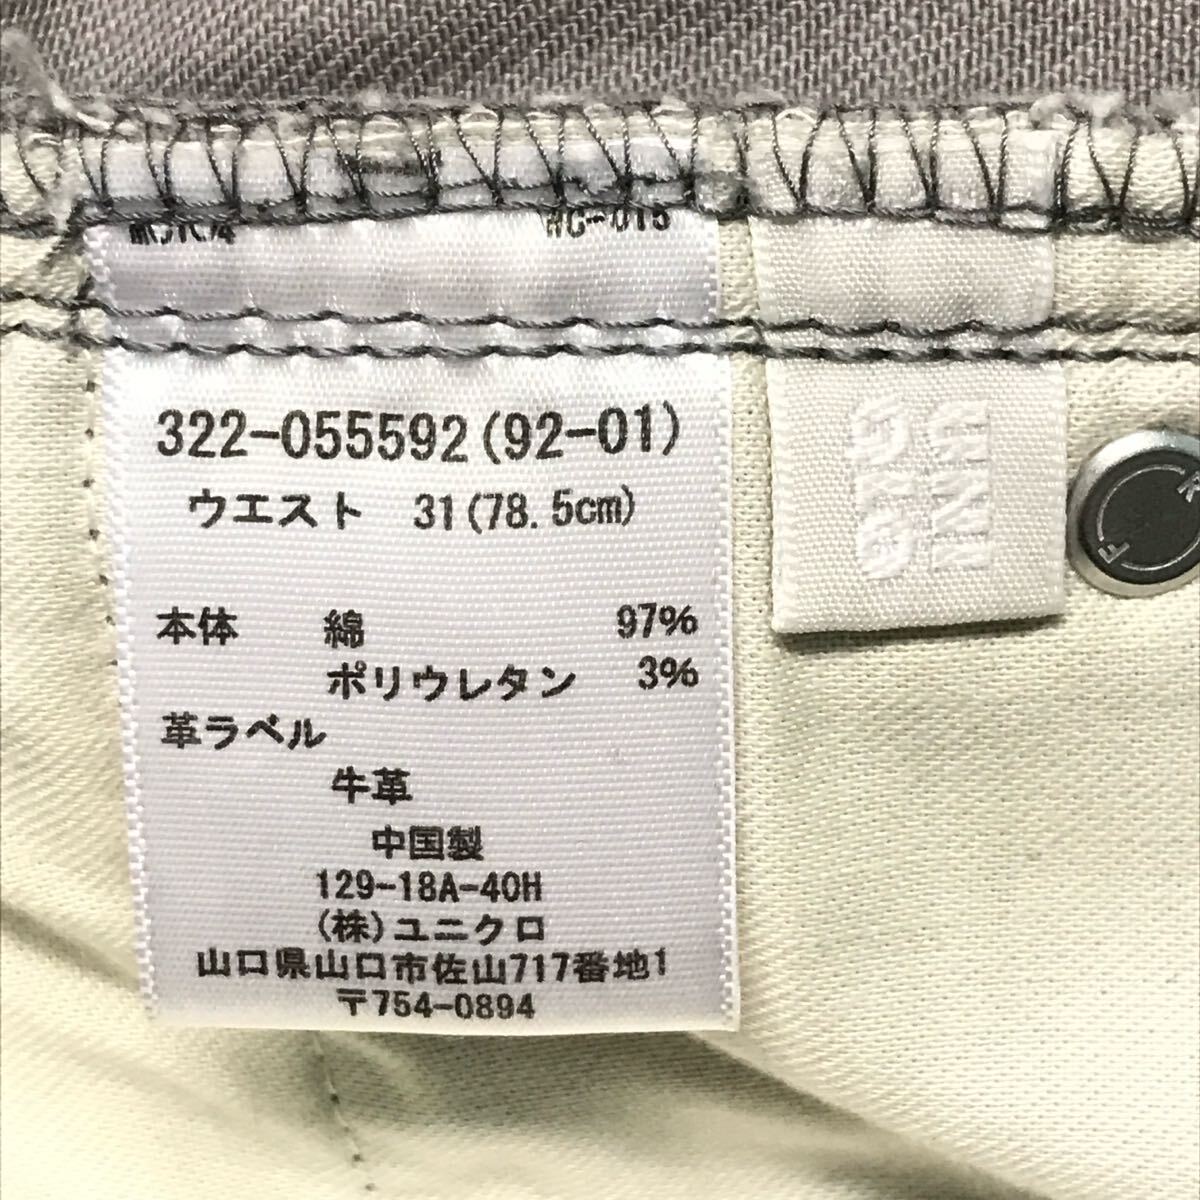 322-055592(92-01)
ウエスト 31(78.5cm)
本体 綿 97%
ポリウレタン 3%
革ラベル
牛革
中国製
129-18A-40H
(株)ユニクロ
山口県山口市佐山717番地1
〒754-0894